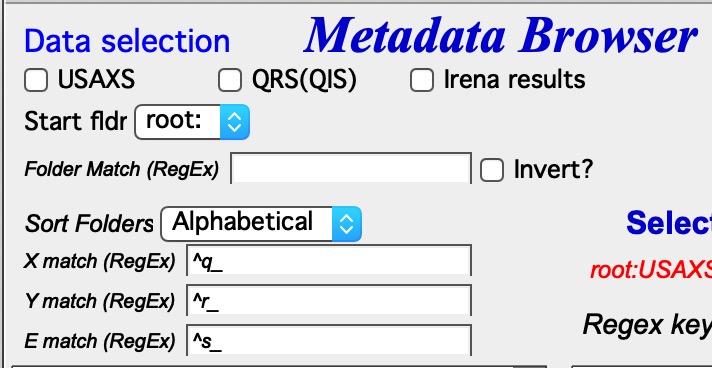 Data selection Metadata Browser
USAXS QRS(QIS) Irena results
Start fldr root:
Folder Match (RegEx) Invert?
Sort Folders Alphabetical
Select
X match (RegEx) ^q_
root:USAXS
Y match (RegEx) ^r_
Regex key
E match (RegEx) ^s_